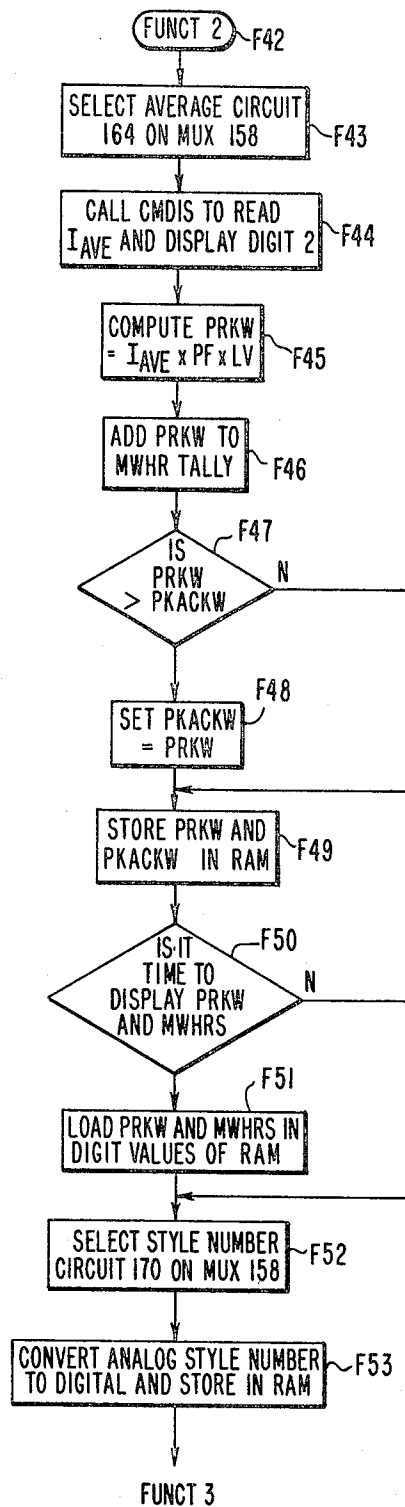 FUNCT 2
F42
SELECT AVERAGE CIRCUIT
164 ON MUX 158
F43
CALL CMDIS TO READ
IAVE AND DISPLAY DIGIT 2
F44
COMPUTE PRKW
= IAVE x PF x LV
F45
ADD PRKW TO
MWHR TALLY
F46
F47
IS
PRKW
> PKACKW
N
F48
SET PKACKW
= PRKW
STORE PRKW AND
PKACKW IN RAM
F49
F50
IS IT
TIME TO
DISPLAY PRKW
AND MWHRS
N
F51
LOAD PRKW AND MWHRS IN
DIGIT VALUES OF RAM
SELECT STYLE NUMBER
CIRCUIT 170 ON MUX 158
F52
CONVERT ANALOG STYLE NUMBER
TO DIGITAL AND STORE IN RAM
F53
FUNCT 3